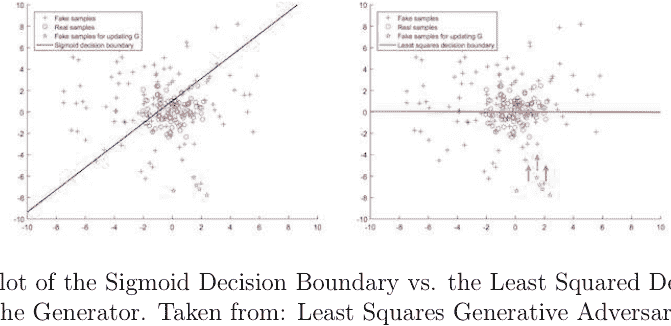 Fake samples
Real samples
Fake samples for updating G
Sigmoid decision boundary
10
8
6
4
2
0
-2
-4
-6
-8
-10
-10 -8 -6 -4 -2 0 2 4 6 8 10
Fake samples
Real samples
Fake samples for updating G
Least squares decision boundary
10
8
6
4
2
0
-2
-4
-6
-8
-10
-10 -8 -6 -4 -2 0 2 4 6 8 10
lot of the Sigmoid Decision Boundary vs. the Least Squared De
he Generator. Taken from: Least Squares Generative Adversar